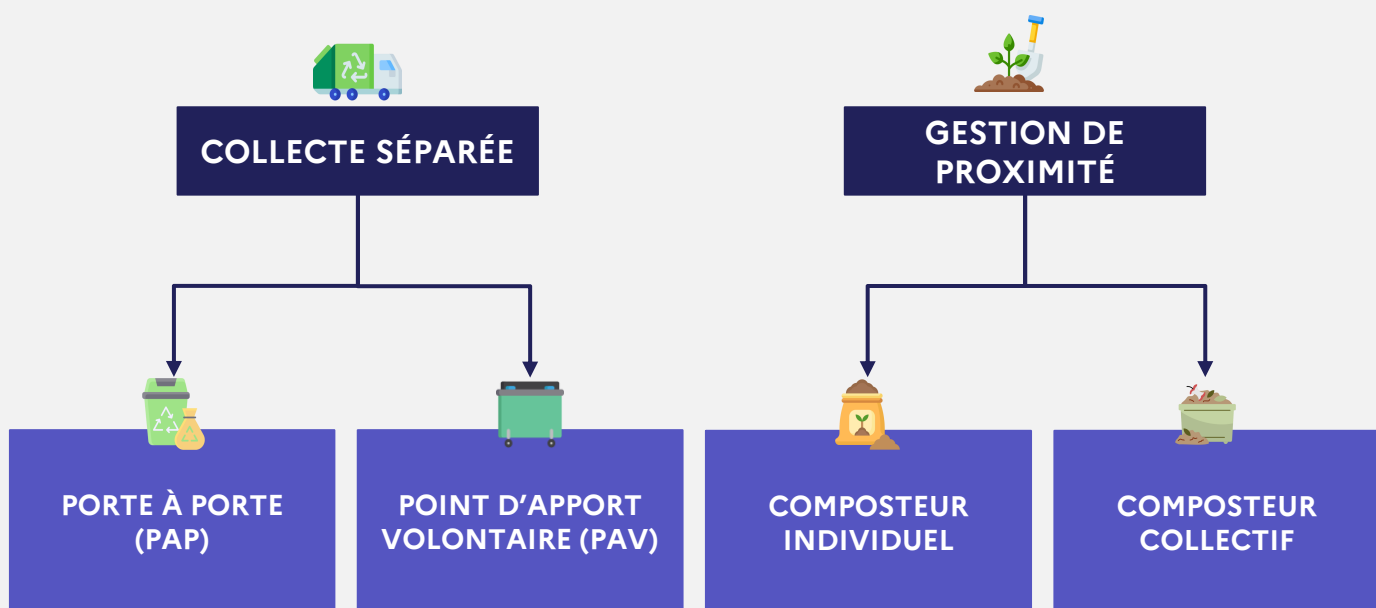 COLLECTE SÉPARÉE
GESTION DE
PROXIMITÉ
PORTE À PORTE
(PAP)
POINT D’APPORT
VOLONTAIRE (PAV)
COMPOSTEUR
INDIVIDUEL
COMPOSTEUR
COLLECTIF